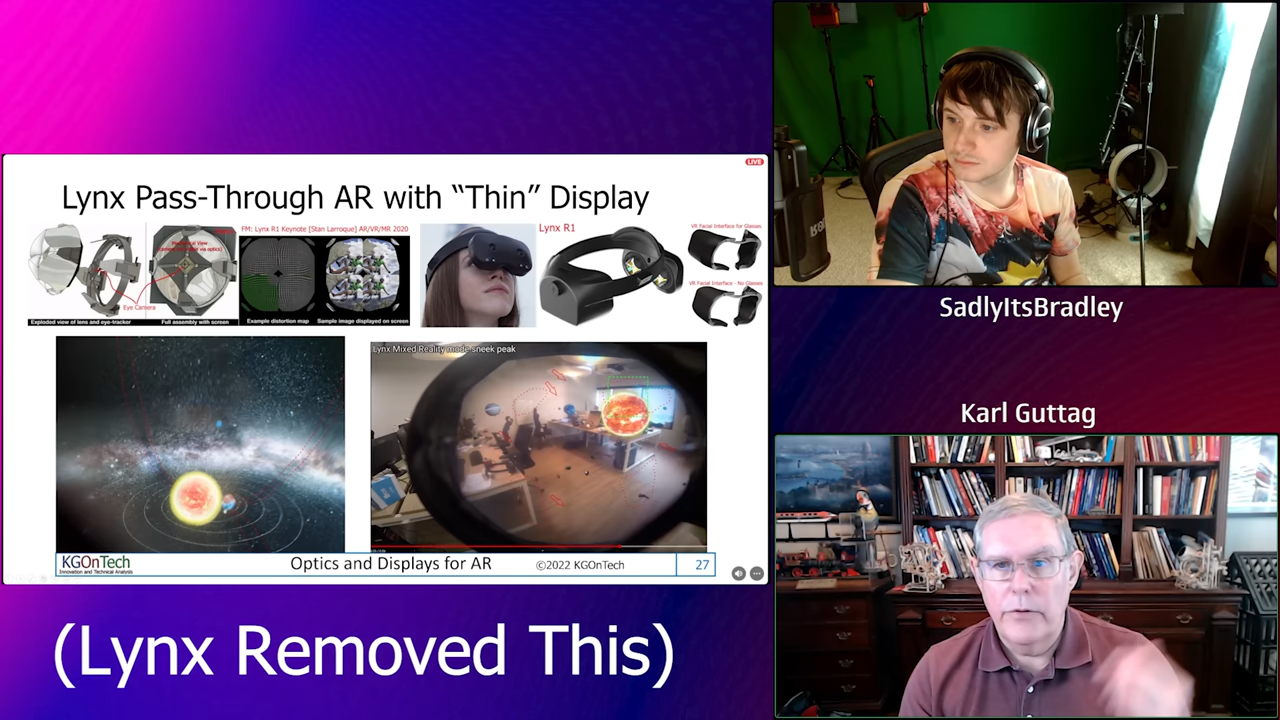 LIVE
Lynx Pass-Through AR with “Thin” Display
FM: Lynx R1 Keynote [Stan Larroque] AR/VR/MR 2020
Lynx R1
VR Facial Interface for Glasses
VR Facial Interface - No Glasses
Eye Camera
Exploded view of lens and eye-tracker
Full assembly with screen
Example distortion map
Sample image displayed on screen
Lynx Mixed Reality mode sneek peak
KGOnTech
Innovation and Technical Analysis
Optics and Displays for AR
©2022 KGOnTech
27
(Lynx Removed This)
SadlyItsBradley
Karl Guttag